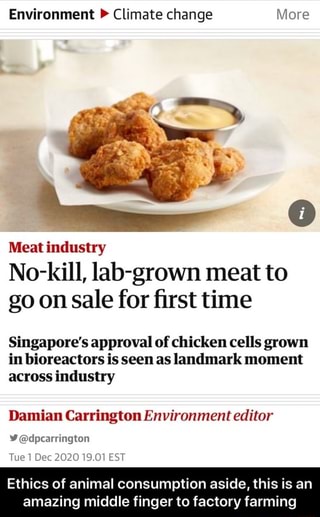 Environment ▶ Climate change More
i
Meat industry
No-kill, lab-grown meat to
go on sale for first time
Singapore's approval of chicken cells grown
in bioreactors is seen as landmark moment
across industry
Damian Carrington Environment editor
@dpcarrington
Tue 1 Dec 2020 19.01 EST
Ethics of animal consumption aside, this is an
amazing middle finger to factory farming